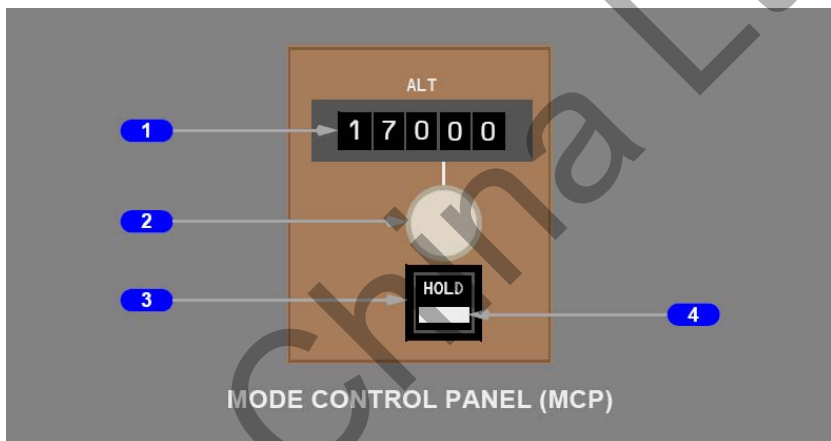 ALT
1 17000
2
HOLD
3
4
MODE CONTROL PANEL (MCP)
China L